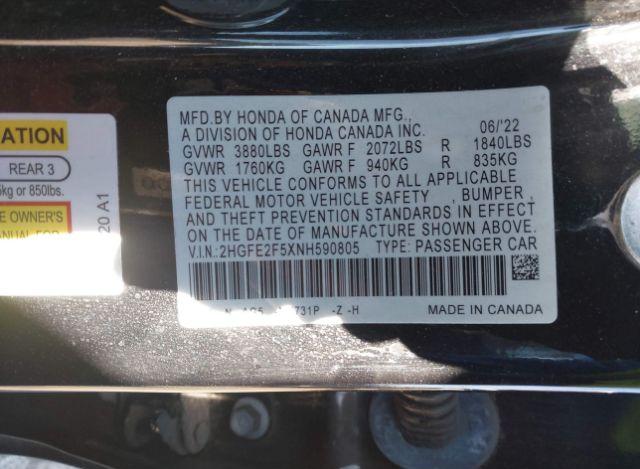 ATION
REAR 3
5kg or 850lbs.
E OWNER'S
ANUAL FOR
20 A1
MFD.BY HONDA OF CANADA MFG.,
A DIVISION OF HONDA CANADA INC. 06/'22
GVWR 3880LBS GAWR F 2072LBS R 1840LBS
GVWR 1760KG GAWR F 940KG R 835KG
THIS VEHICLE CONFORMS TO ALL APPLICABLE
FEDERAL MOTOR VEHICLE SAFETY , BUMPER ,
AND THEFT PREVENTION STANDARDS IN EFFECT
ON THE DATE OF MANUFACTURE SHOWN ABOVE.
V.I.N.: 2HGFE2F5XNH590805 TYPE: PASSENGER CAR
731P -Z -H MADE IN CANADA